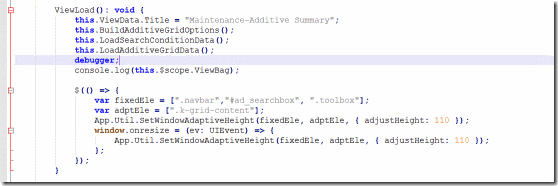 ViewLoad(): void {
this.ViewData.Title = "Maintenance-Additive Summary";
this.BuildAdditiveGridOptions();
this.LoadSearchConditionData();
this.LoadAdditiveGridData();
debugger;
console.log(this.$scope.ViewBag);
$(() => {
var fixedEle = [".navbar","#ad_searchbox", ".toolbox"];
var adptEle = [".k-grid-content"];
App.Util.SetWindowAdaptiveHeight(fixedEle, adptEle, { adjustHeight: 110 });
window.onresize = (ev: UIEvent) => {
App.Util.SetWindowAdaptiveHeight(fixedEle, adptEle, { adjustHeight: 110 });
};
});
}